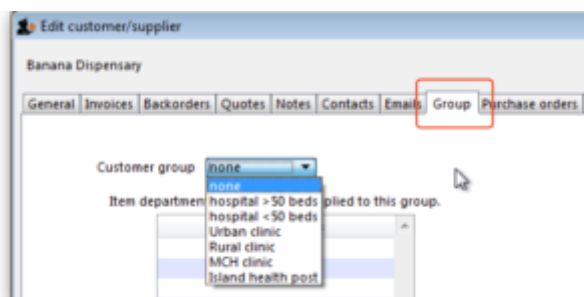 Edit customer/supplier
Banana Dispensary
General Invoices Backorders Quotes Notes Contacts Emails Group Purchase orders
Customer group none
none
Item departmen hospital >50 beds plied to this group.
hospital <50 beds
Urban clinic
Rural clinic
MCH clinic
Island health post